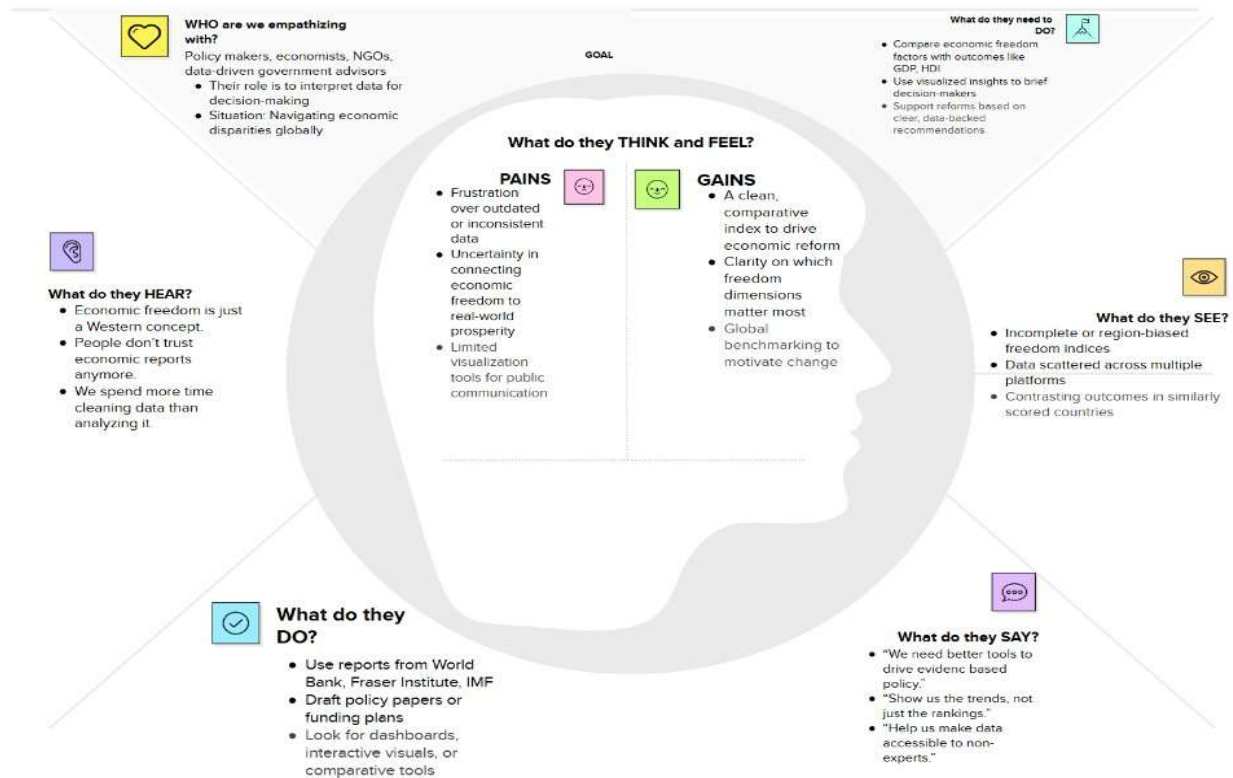 WHO are we empathizing
with?
Policy makers, economists, NGOs,
data-driven government advisors
• Their role is to interpret data for
decision-making
• Situation: Navigating economic
disparities globally
GOAL
What do they need to
DO?
• Compare economic freedom
factors with outcomes like
GDP, HDI
• Use visualized insights to brief
decision-makers
• Support reforms based on
clear, data-backed
recommendations.
What do they THINK and FEEL?
PAINS
• Frustration
over outdated
or inconsistent
data
• Uncertainty in
connecting
economic
freedom to
real-world
prosperity
• Limited
visualization
tools for public
communication
GAINS
• A clean,
comparative
index to drive
economic reform
• Clarity on which
freedom
dimensions
matter most
• Global
benchmarking to
motivate change
What do they HEAR?
• Economic freedom is just
a Western concept.
• People don't trust
economic reports
anymore.
• We spend more time
cleaning data than
analyzing it.
What do they SEE?
• Incomplete or region-biased
freedom indices
• Data scattered across multiple
platforms
• Contrasting outcomes in similarly
scored countries
What do they
DO?
• Use reports from World
Bank, Fraser Institute, IMF
• Draft policy papers or
funding plans
• Look for dashboards,
interactive visuals, or
comparative tools
What do they SAY?
• "We need better tools to
drive evidenc based
policy."
• "Show us the trends, not
just the rankings."
• "Help us make data
accessible to non-
experts."